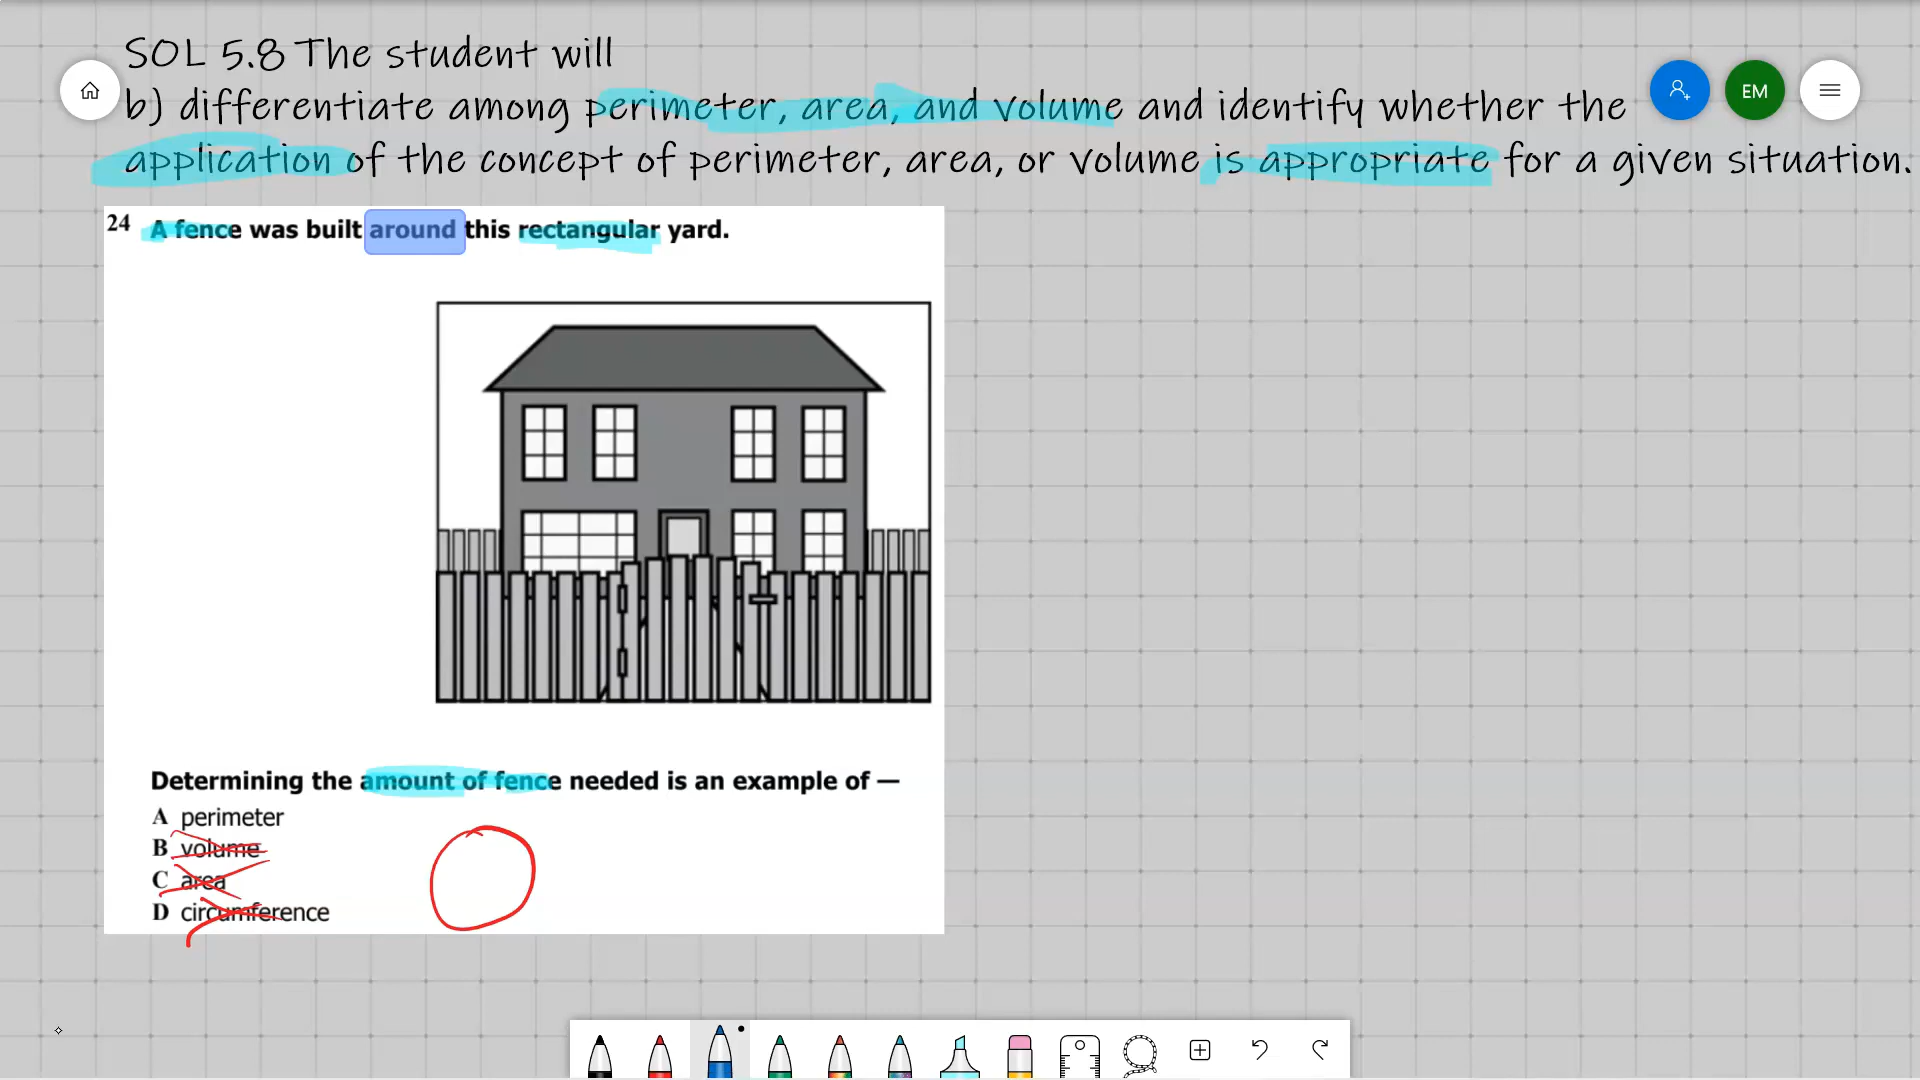 SOL 5.8 The student will
b) differentiate among perimeter, area, and volume and identify whether the
application of the concept of perimeter, area, or volume is appropriate for a given situation.
EM
24 A fence was built around this rectangular yard.
Determining the amount of fence needed is an example of —
A perimeter
B volume
C area
D circumference